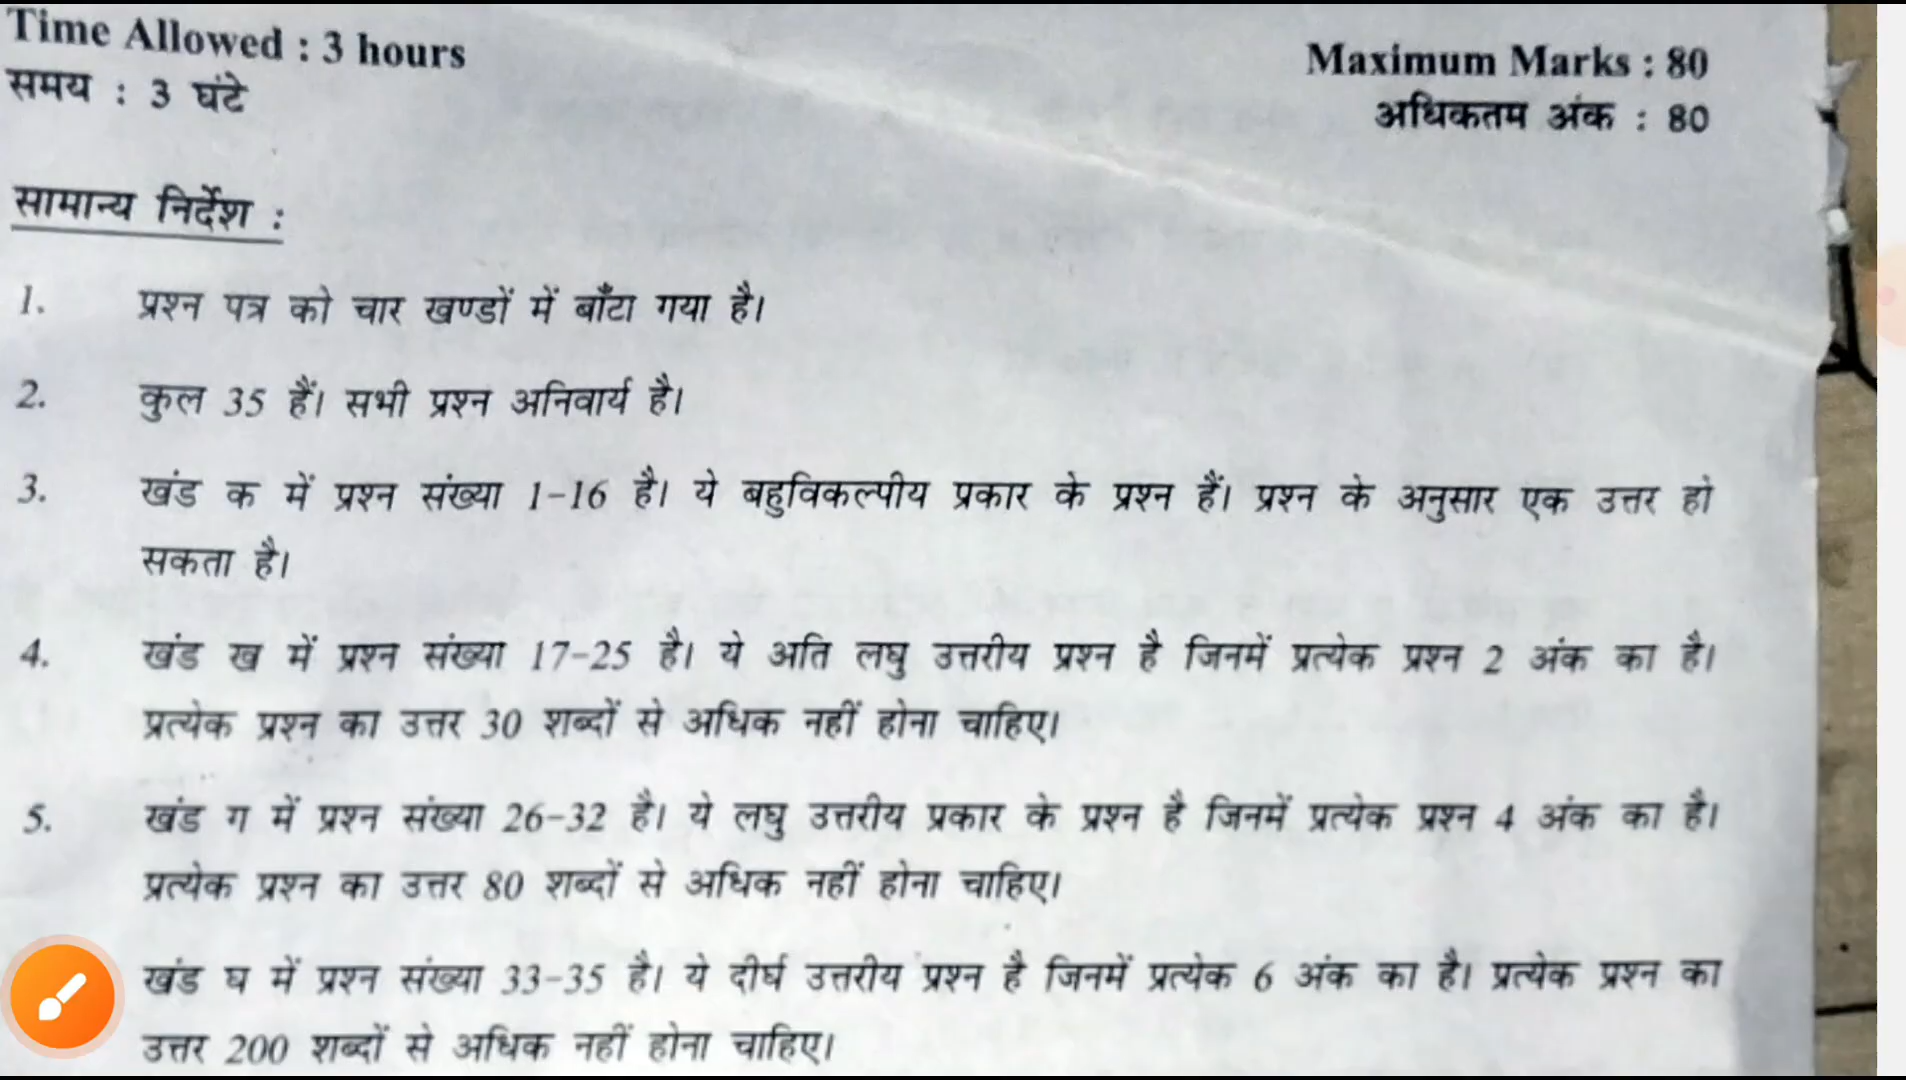 Time Allowed : 3 hours
Maximum Marks : 80
समय : 3 घंटे
अधिकतम अंक : 80
सामान्य निर्देश :
1. प्रश्न पत्र को चार खण्डों में बाँटा गया है।
2. कुल 35 हैं। सभी प्रश्न अनिवार्य है।
3. खंड क में प्रश्न संख्या 1-16 है। ये बहुविकल्पीय प्रकार के प्रश्न हैं। प्रश्न के अनुसार एक उत्तर हो
सकता है।
4. खंड ख में प्रश्न संख्या 17-25 है। ये अति लघु उत्तरीय प्रश्न है जिनमें प्रत्येक प्रश्न 2 अंक का है।
प्रत्येक प्रश्न का उत्तर 30 शब्दों से अधिक नहीं होना चाहिए।
5. खंड ग में प्रश्न संख्या 26-32 है। ये लघु उत्तरीय प्रकार के प्रश्न है जिनमें प्रत्येक प्रश्न 4 अंक का है।
प्रत्येक प्रश्न का उत्तर 80 शब्दों से अधिक नहीं होना चाहिए।
खंड घ में प्रश्न संख्या 33-35 है। ये दीर्घ उत्तरीय प्रश्न है जिनमें प्रत्येक 6 अंक का है। प्रत्येक प्रश्न का
उत्तर 200 शब्दों से अधिक नहीं होना चाहिए।